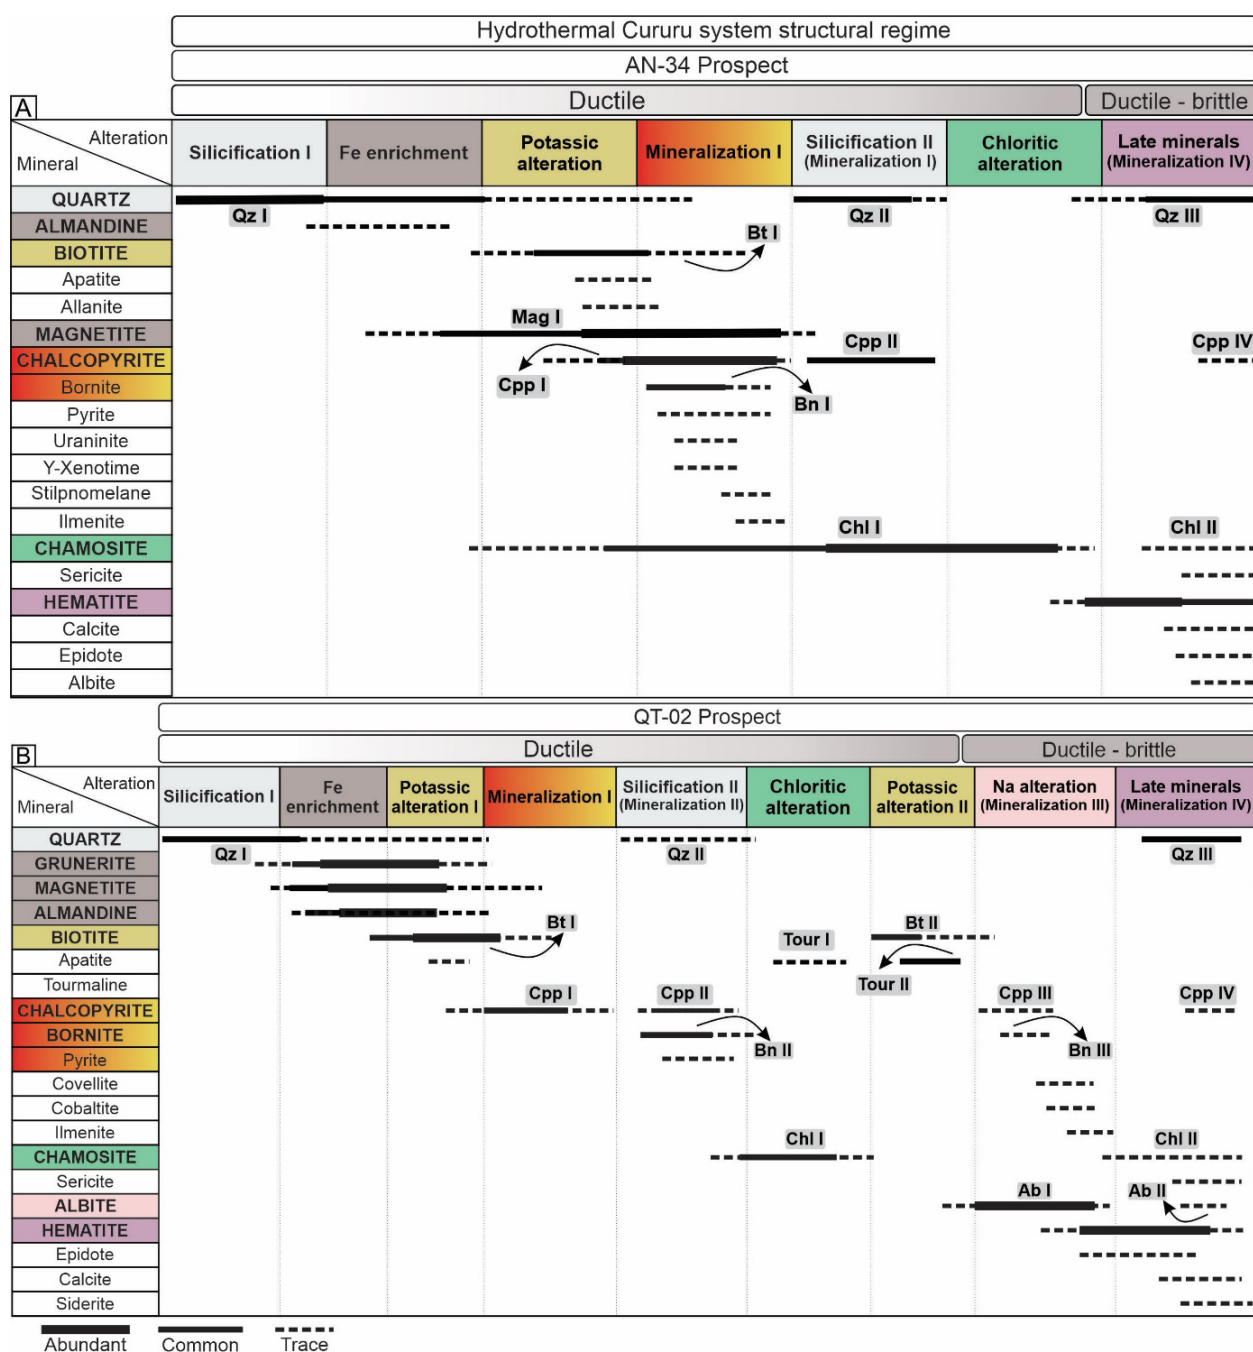 Hydrothermal Cururu system structural regime
AN-34 Prospect
A
Ductile
Ductile - brittle
Alteration
Mineral
Silicification I
Fe enrichment
Potassic
alteration
Mineralization I
Silicification II
(Mineralization I)
Chloritic
alteration
Late minerals
(Mineralization IV)
QUARTZ
Qz I
Qz II
Qz III
ALMANDINE
BIOTITE
Bt I
Apatite
Allanite
MAGNETITE
Mag I
CHALCOPYRITE
Cpp I
Cpp II
Cpp IV
Bornite
Bn I
Pyrite
Uraninite
Y-Xenotime
Stilpnomelane
Ilmenite
CHAMOSITE
Chl I
Chl II
Sericite
HEMATITE
Calcite
Epidote
Albite
QT-02 Prospect
B
Ductile
Ductile - brittle
Alteration
Mineral
Silicification I
Fe
enrichment
Potassic
alteration I
Mineralization I
Silicification II
(Mineralization II)
Chloritic
alteration
Potassic
alteration II
Na alteration
(Mineralization III)
Late minerals
(Mineralization IV)
QUARTZ
Qz I
Qz II
Qz III
GRUNERITE
MAGNETITE
ALMANDINE
BIOTITE
Bt I
Bt II
Apatite
Tour I
Tourmaline
Tour II
CHALCOPYRITE
Cpp I
Cpp II
Cpp III
Cpp IV
BORNITE
Bn II
Bn III
Pyrite
Covellite
Cobaltite
Ilmenite
CHAMOSITE
Chl I
Chl II
Sericite
ALBITE
Ab I
Ab II
HEMATITE
Epidote
Calcite
Siderite
Abundant
Common
Trace